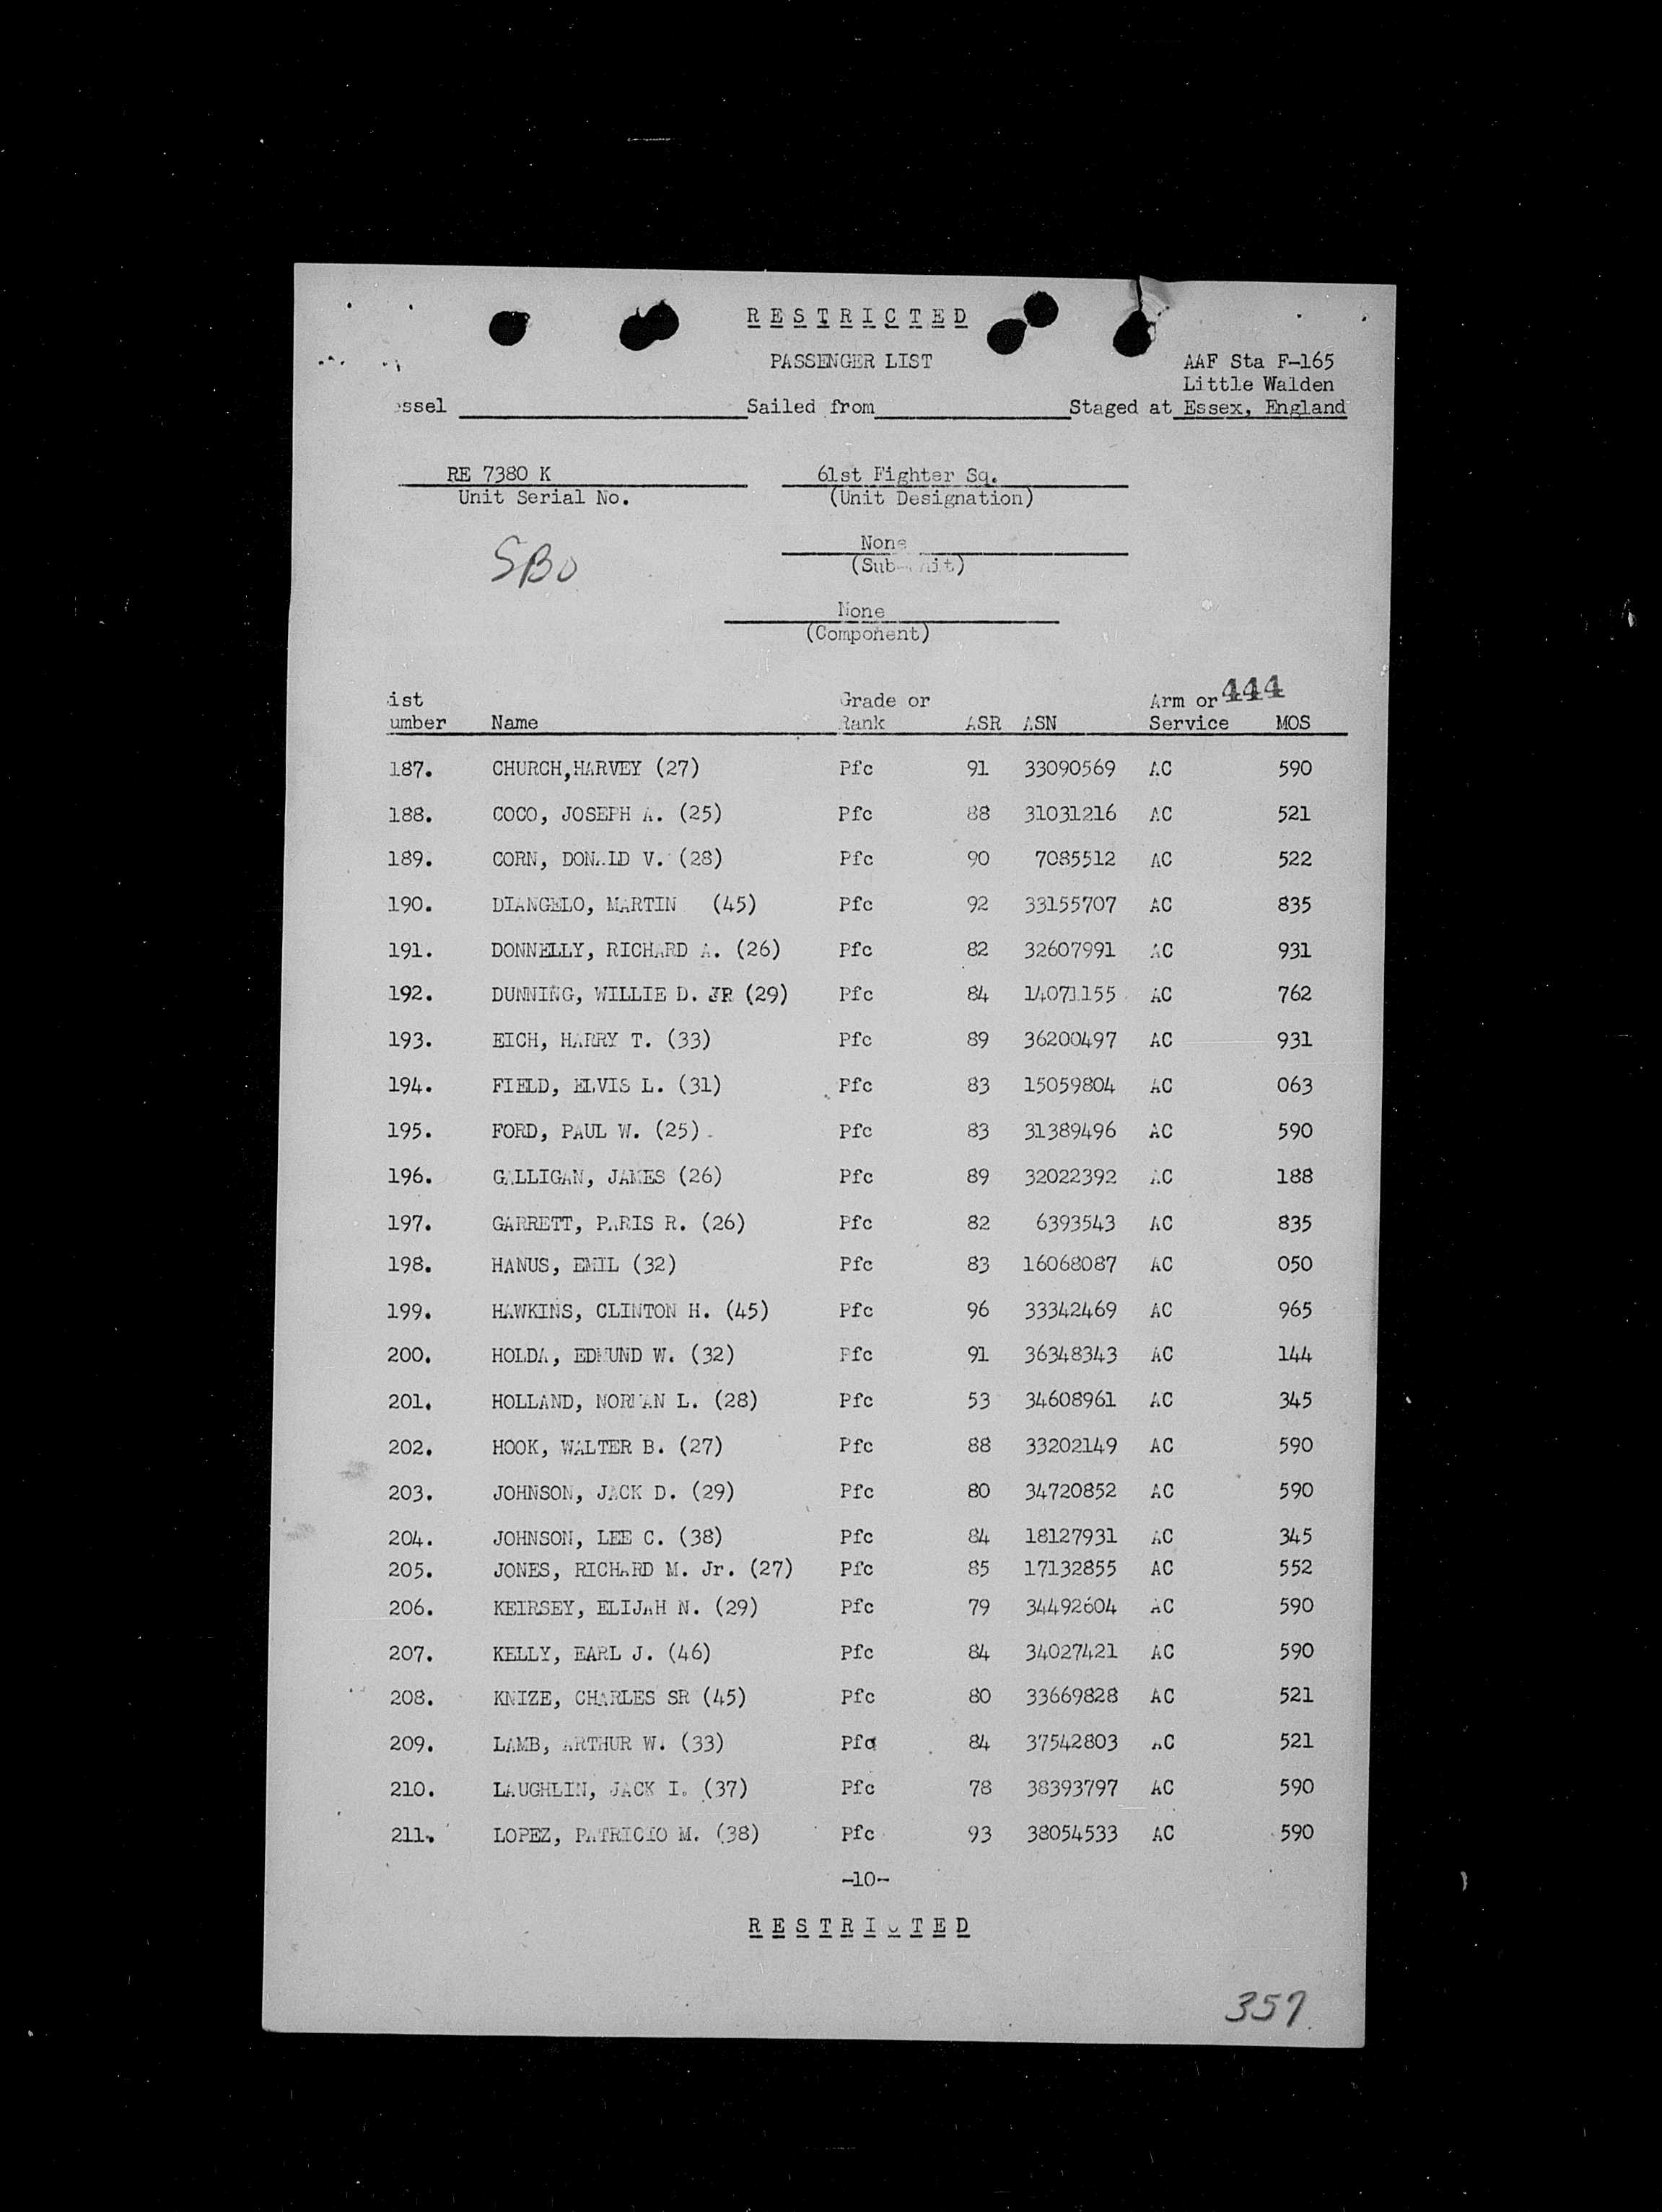 RESTRICTED
PASSENGER LIST
AAF Sta F-165
Little Walden
essel Sailed from Staged at Essex, England
RE 7380 K 61st Fighter Sq.
Unit Serial No. (Unit Designation)
None
SBO (Sub-unit)
None
(Component)
444
ist Grade or Arm or
umber Name Rank ASR ASN Service MOS
187. CHURCH,HARVEY (27) Pfc 91 33090569 AC 590
188. COCO, JOSEPH A. (25) Pfc 88 31031216 AC 521
189. CORN, DONALD V. (28) Pfc 90 7085512 AC 522
190. DIANGELO, MARTIN (45) Pfc 92 33155707 AC 835
191. DONNELLY, RICHARD A. (26) Pfc 82 32607991 AC 931
192. DUNNING, WILLIE D. JR (29) Pfc 84 14071155 AC 762
193. EICH, HARRY T. (33) Pfc 89 36200497 AC 931
194. FIELD, ELVIS L. (31) Pfc 83 15059804 AC 063
195. FORD, PAUL W. (25) Pfc 83 31389496 AC 590
196. GALLIGAN, JAMES (26) Pfc 89 32022392 AC 188
197. GARRETT, PARIS R. (26) Pfc 82 6393543 AC 835
198. HANUS, EMIL (32) Pfc 83 16068087 AC 050
199. HAWKINS, CLINTON H. (45) Pfc 96 33342469 AC 965
200. HOLDA, EDMUND W. (32) Pfc 91 36348343 AC 144
201. HOLLAND, NORMAN L. (28) Pfc 53 34608961 AC 345
202. HOOK, WALTER B. (27) Pfc 88 33202149 AC 590
203. JOHNSON, JACK D. (29) Pfc 80 34720852 AC 590
204. JOHNSON, LEE C. (38) Pfc 84 18127931 AC 345
205. JONES, RICHARD M. Jr. (27) Pfc 85 17132855 AC 552
206. KEIRSEY, ELIJAH N. (29) Pfc 79 34492604 AC 590
207. KELLY, EARL J. (46) Pfc 84 34027421 AC 590
208. KNIZE, CHARLES SR (45) Pfc 80 33669828 AC 521
209. LAMB, ARTHUR W. (33) Pfc 84 37542803 AC 521
210. LAUGHLIN, JACK I. (37) Pfc 78 38393797 AC 590
211. LOPEZ, PATRICIO M. (38) Pfc 93 38054533 AC 590
-10-
RESTRICTED
357